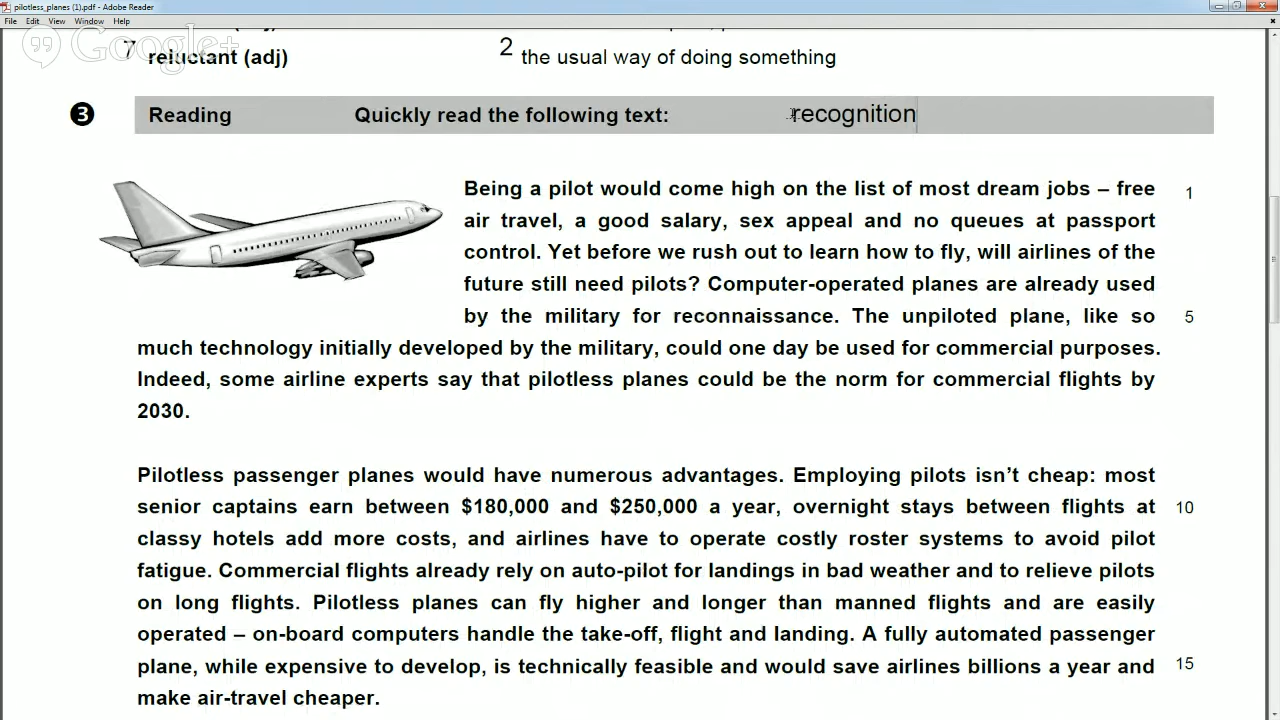 pilotless_planes (1).pdf - Adobe Reader
File Edit View Window Help
Google+
7 reluctant (adj) 2 the usual way of doing something
3 Reading Quickly read the following text: recognition
Being a pilot would come high on the list of most dream jobs – free 1
air travel, a good salary, sex appeal and no queues at passport
control. Yet before we rush out to learn how to fly, will airlines of the
future still need pilots? Computer-operated planes are already used
by the military for reconnaissance. The unpiloted plane, like so 5
much technology initially developed by the military, could one day be used for commercial purposes.
Indeed, some airline experts say that pilotless planes could be the norm for commercial flights by
2030.
Pilotless passenger planes would have numerous advantages. Employing pilots isn't cheap: most
senior captains earn between $180,000 and $250,000 a year, overnight stays between flights at 10
classy hotels add more costs, and airlines have to operate costly roster systems to avoid pilot
fatigue. Commercial flights already rely on auto-pilot for landings in bad weather and to relieve pilots
on long flights. Pilotless planes can fly higher and longer than manned flights and are easily
operated – on-board computers handle the take-off, flight and landing. A fully automated passenger
plane, while expensive to develop, is technically feasible and would save airlines billions a year and 15
make air-travel cheaper.